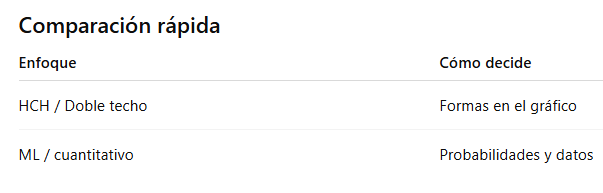 Comparación rápida
Enfoque Cómo decide
HCH / Doble techo Formas en el gráfico
ML / cuantitativo Probabilidades y datos